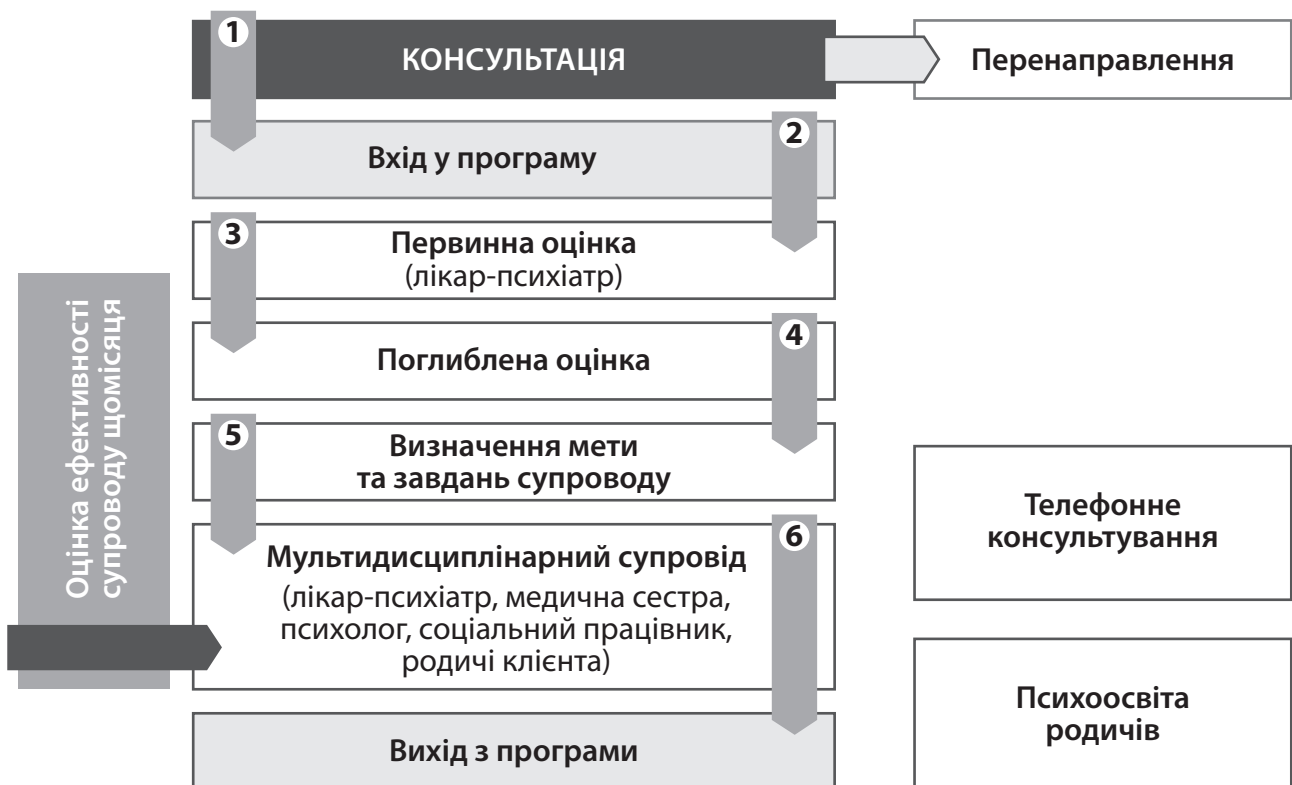 1
КОНСУЛЬТАЦІЯ
Перенаправлення
Вхід у програму
2
3
Первинна оцінка
(лікар-психіатр)
Поглиблена оцінка
4
5
Визначення мети
та завдань супроводу
Оцінка ефективності
супроводу щомісяця
Телефонне
консультування
6
Мультидисциплінарний супровід
(лікар-психіатр, медична сестра,
психолог, соціальний працівник,
родичі клієнта)
Психоосвіта
родичів
Вихід з програми